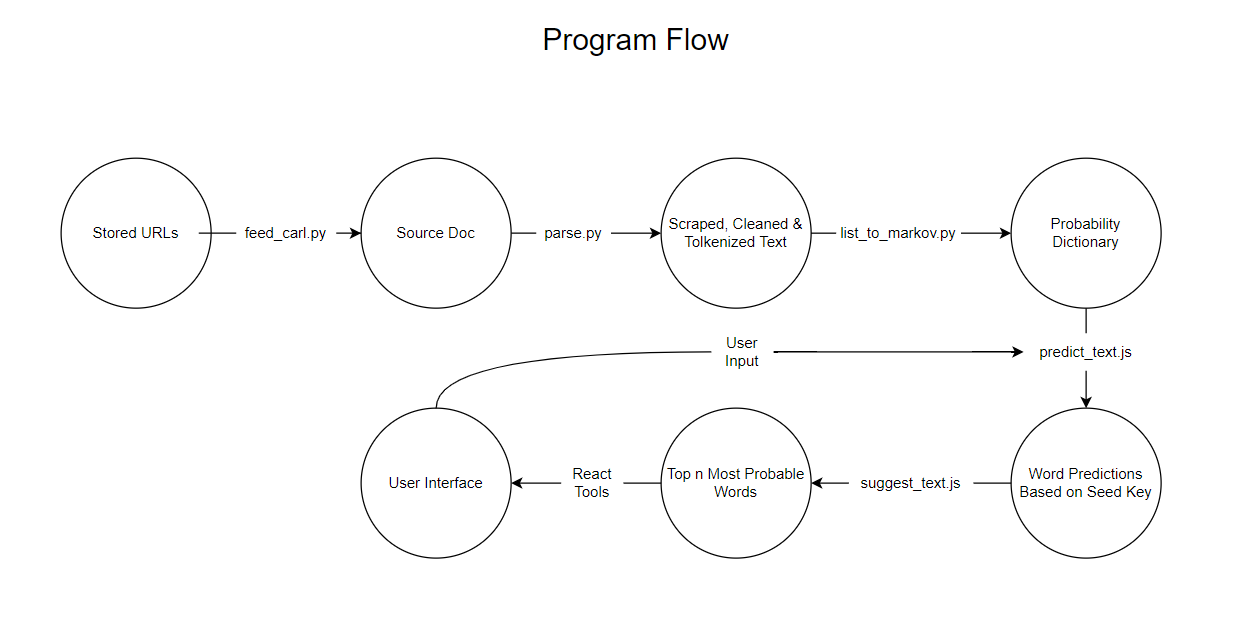 Program Flow
Stored URLs
feed_carl.py
Source Doc
parse.py
Scraped, Cleaned &
Tolkenized Text
list_to_markov.py
Probability
Dictionary
User
Input
predict_text.js
User Interface
React
Tools
Top n Most Probable
Words
suggest_text.js
Word Predictions
Based on Seed Key